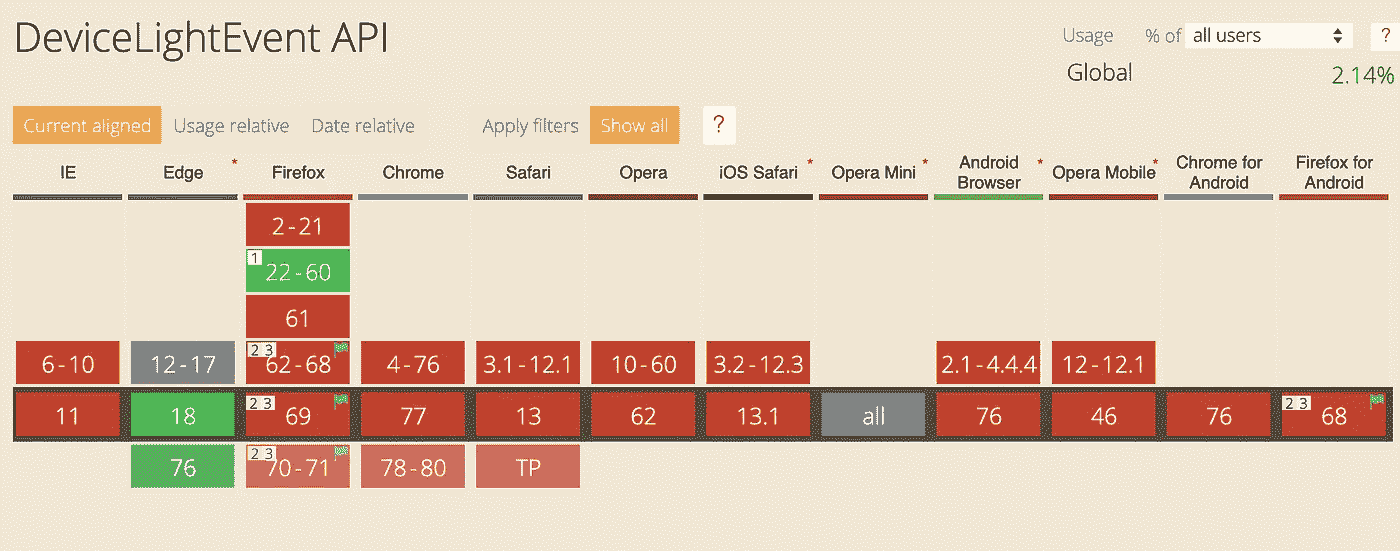 DeviceLightEvent API
Usage % of all users ?
Global 2.14%
Current aligned Usage relative Date relative Apply filters Show all ?
IE Edge * Firefox Chrome Safari Opera iOS Safari * Opera Mini * Android Browser * Opera Mobile * Chrome for Android Firefox for Android
2-21
1 22-60
61
6-10 12-17 2 3 62-68 4-76 3.1-12.1 10-60 3.2-12.3 2.1-4.4.4 12-12.1
11 18 2 3 69 77 13 62 13.1 all 76 46 76 2 3 68
76 2 3 70-71 78-80 TP